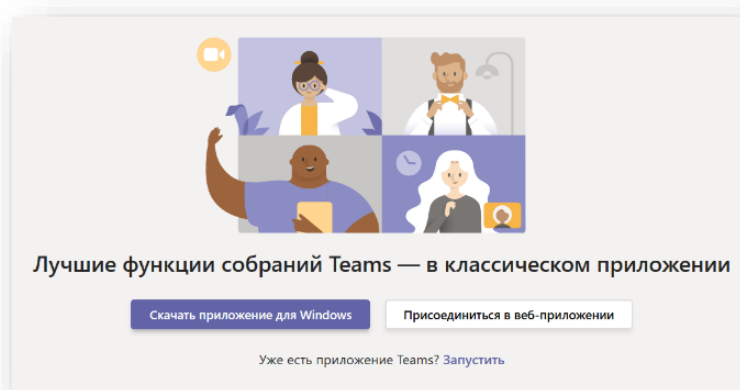 Лучшие функции собраний Teams — в классическом приложении
Скачать приложение для Windows
Присоединиться в веб-приложении
Уже есть приложение Teams? Запустить